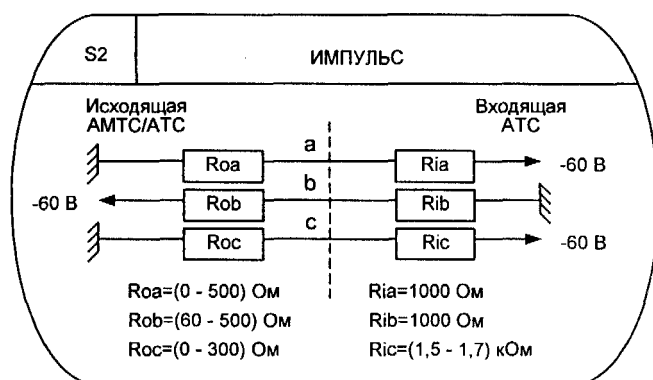 S2
ИМПУЛЬС
Исходящая
АМТС/АТС
Входящая
АТС
a
Roa
Ria
-60 В
b
-60 В
Rob
Rib
c
Roc
Ric
-60 В
Roa=(0 - 500) Ом
Ria=1000 Ом
Rob=(60 - 500) Ом
Rib=1000 Ом
Roc=(0 - 300) Ом
Ric=(1,5 - 1,7) кОм